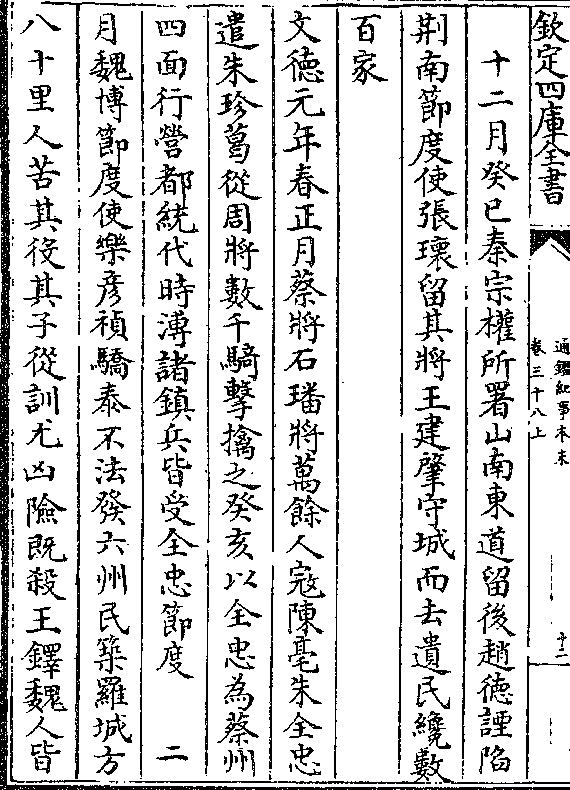 欽定四庫全書
通鑑紀事本末
卷三十八上
十二
十二月癸巳秦宗權所署山南東道留後趙德諲陷
荆南節度使張瓌留其將王建肇守城而去遺民纔數
百家
文德元年春正月蔡將石璠將萬餘人寇陳亳朱全忠
遣朱珍葛從周將數千騎擊擒之癸亥以全忠為蔡州
四面行營都統代時溥諸鎮兵皆受全忠節度　二
月魏博節度使樂彦禎驕泰不法發六州民築羅城方
八十里人苦其役其子從訓尤凶險既殺王鐸魏人皆